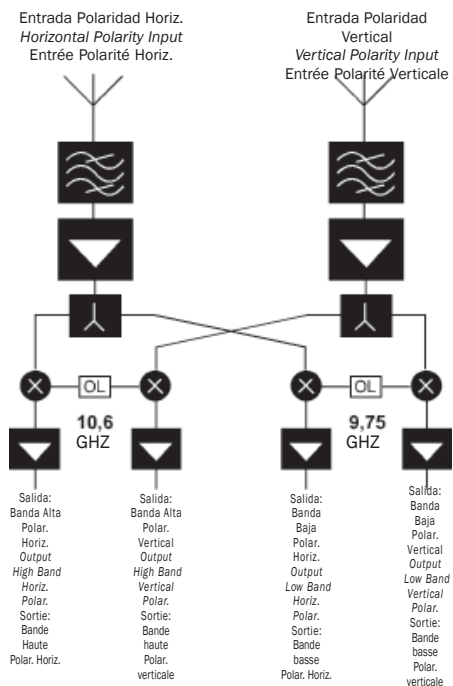 Entrada Polaridad Horiz.
Horizontal Polarity Input
Entrée Polarité Horiz.
Entrada Polaridad
Vertical
Vertical Polarity Input
Entrée Polarité Verticale
OL
10,6
GHZ
OL
9,75
GHZ
Salida:
Banda Alta
Polar.
Horiz.
Output
High Band
Horiz.
Polar.
Sortie:
Bande
Haute
Polar. Horiz.
Salida:
Banda Alta
Polar.
Vertical
Output
High Band
Vertical
Polar.
Sortie:
Bande
haute
Polar.
verticale
Salida:
Banda
Baja
Polar.
Horiz.
Output
Low Band
Horiz.
Polar.
Sortie:
Bande
basse
Polar. Horiz.
Salida:
Banda
Baja
Polar.
Vertical
Output
Low Band
Vertical
Polar.
Sortie:
Bande
basse
Polar.
verticale